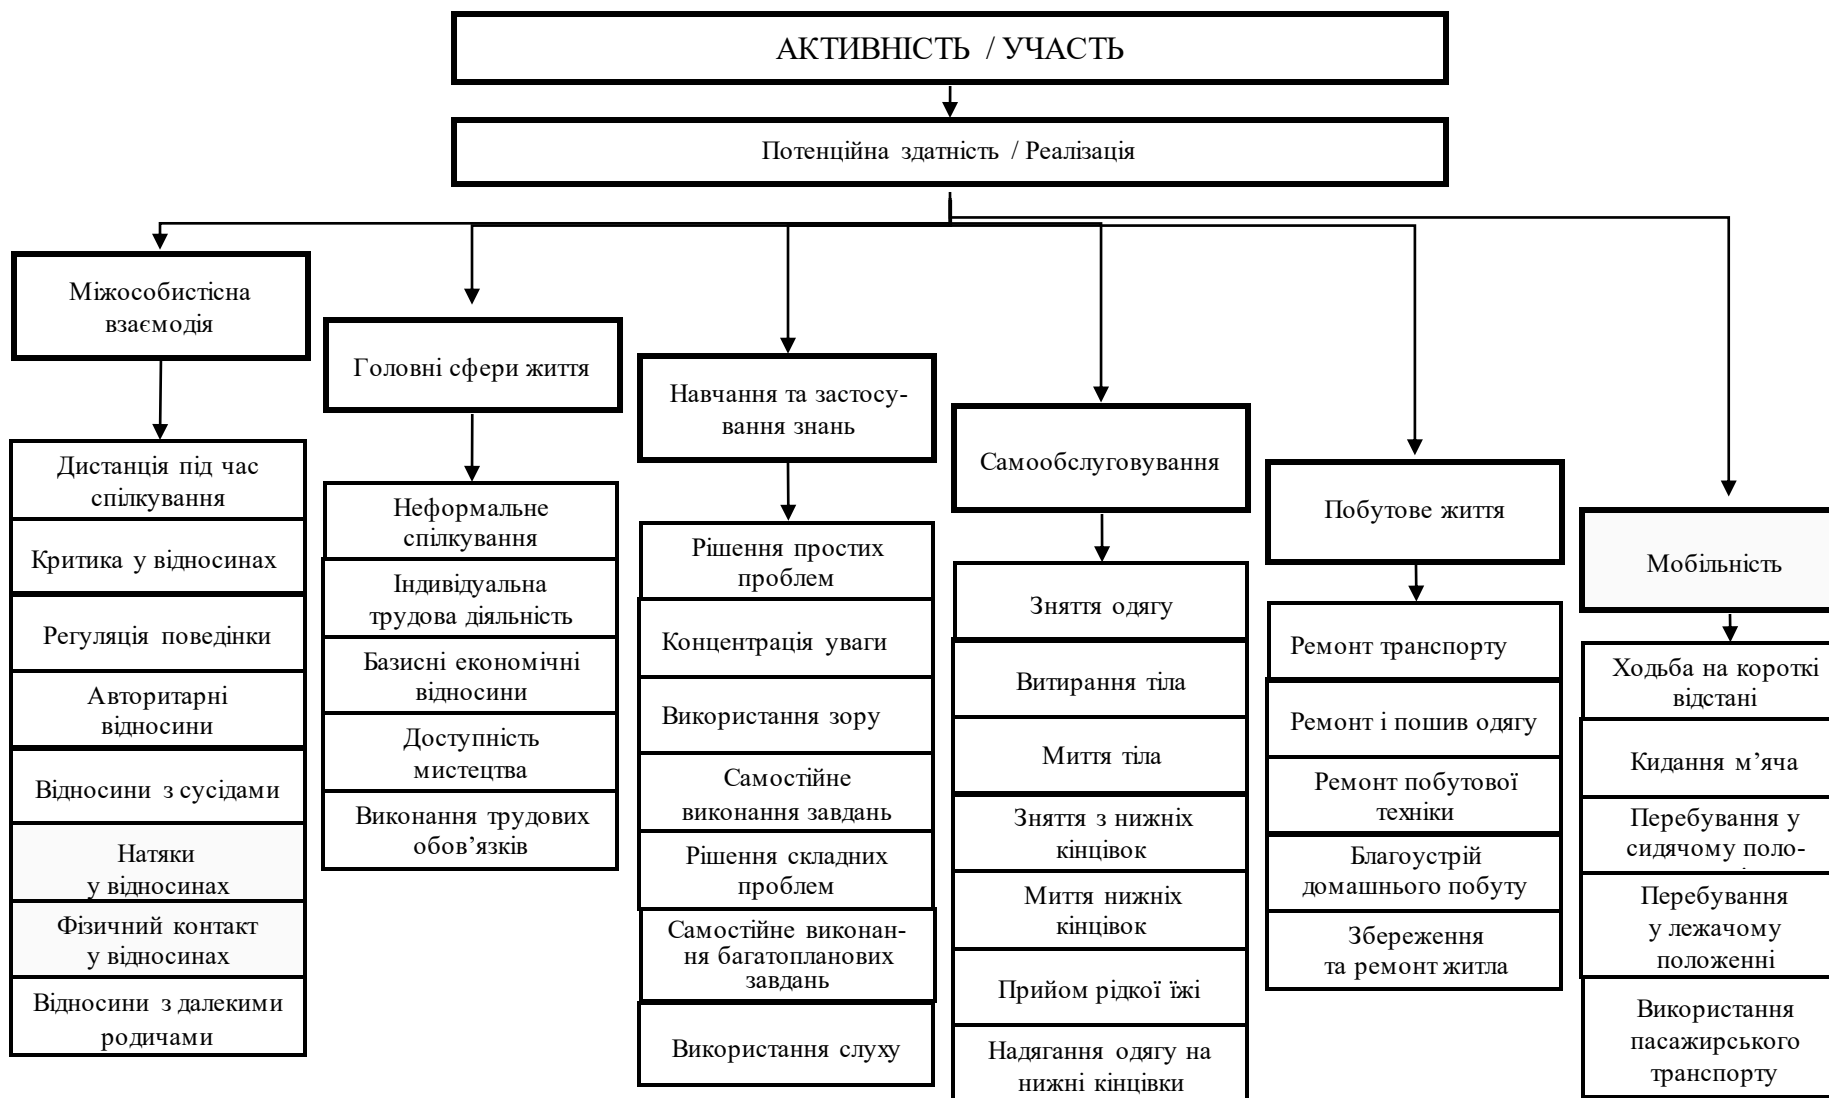 АКТИВНІСТЬ / УЧАСТЬ
Потенційна здатність / Реалізація
Міжособистісна
взаємодія
Дистанція під час
спілкування
Критика у відносинах
Регуляція поведінки
Авторитарні
відносини
Відносини з сусідами
Натяки
у відносинах
Фізичний контакт
у відносинах
Відносини з далекими
родичами
Головні сфери життя
Неформальне
спілкування
Індивідуальна
трудова діяльність
Базисні економічні
відносини
Доступність
мистецтва
Виконання трудових
обов’язків
Навчання та застосу-
вання знань
Рішення простих
проблем
Концентрація уваги
Використання зору
Самостійне
виконання завдань
Рішення складних
проблем
Самостійне виконан-
ня багатопланових
завдань
Використання слуху
Самообслуговування
Зняття одягу
Витирання тіла
Миття тіла
Зняття з нижніх
кінцівок
Миття нижніх
кінцівок
Прийом рідкої їжі
Надягання одягу на
нижні кінцівки
Побутове життя
Ремонт транспорту
Ремонт і пошив одягу
Ремонт побутової
техніки
Благоустрій
домашнього побуту
Збереження
та ремонт житла
Мобільність
Ходьба на короткі
відстані
Кидання м’яча
Перебування у
сидячому поло-
Перебування
у лежачому
положенні
Використання
пасажирського
транспорту